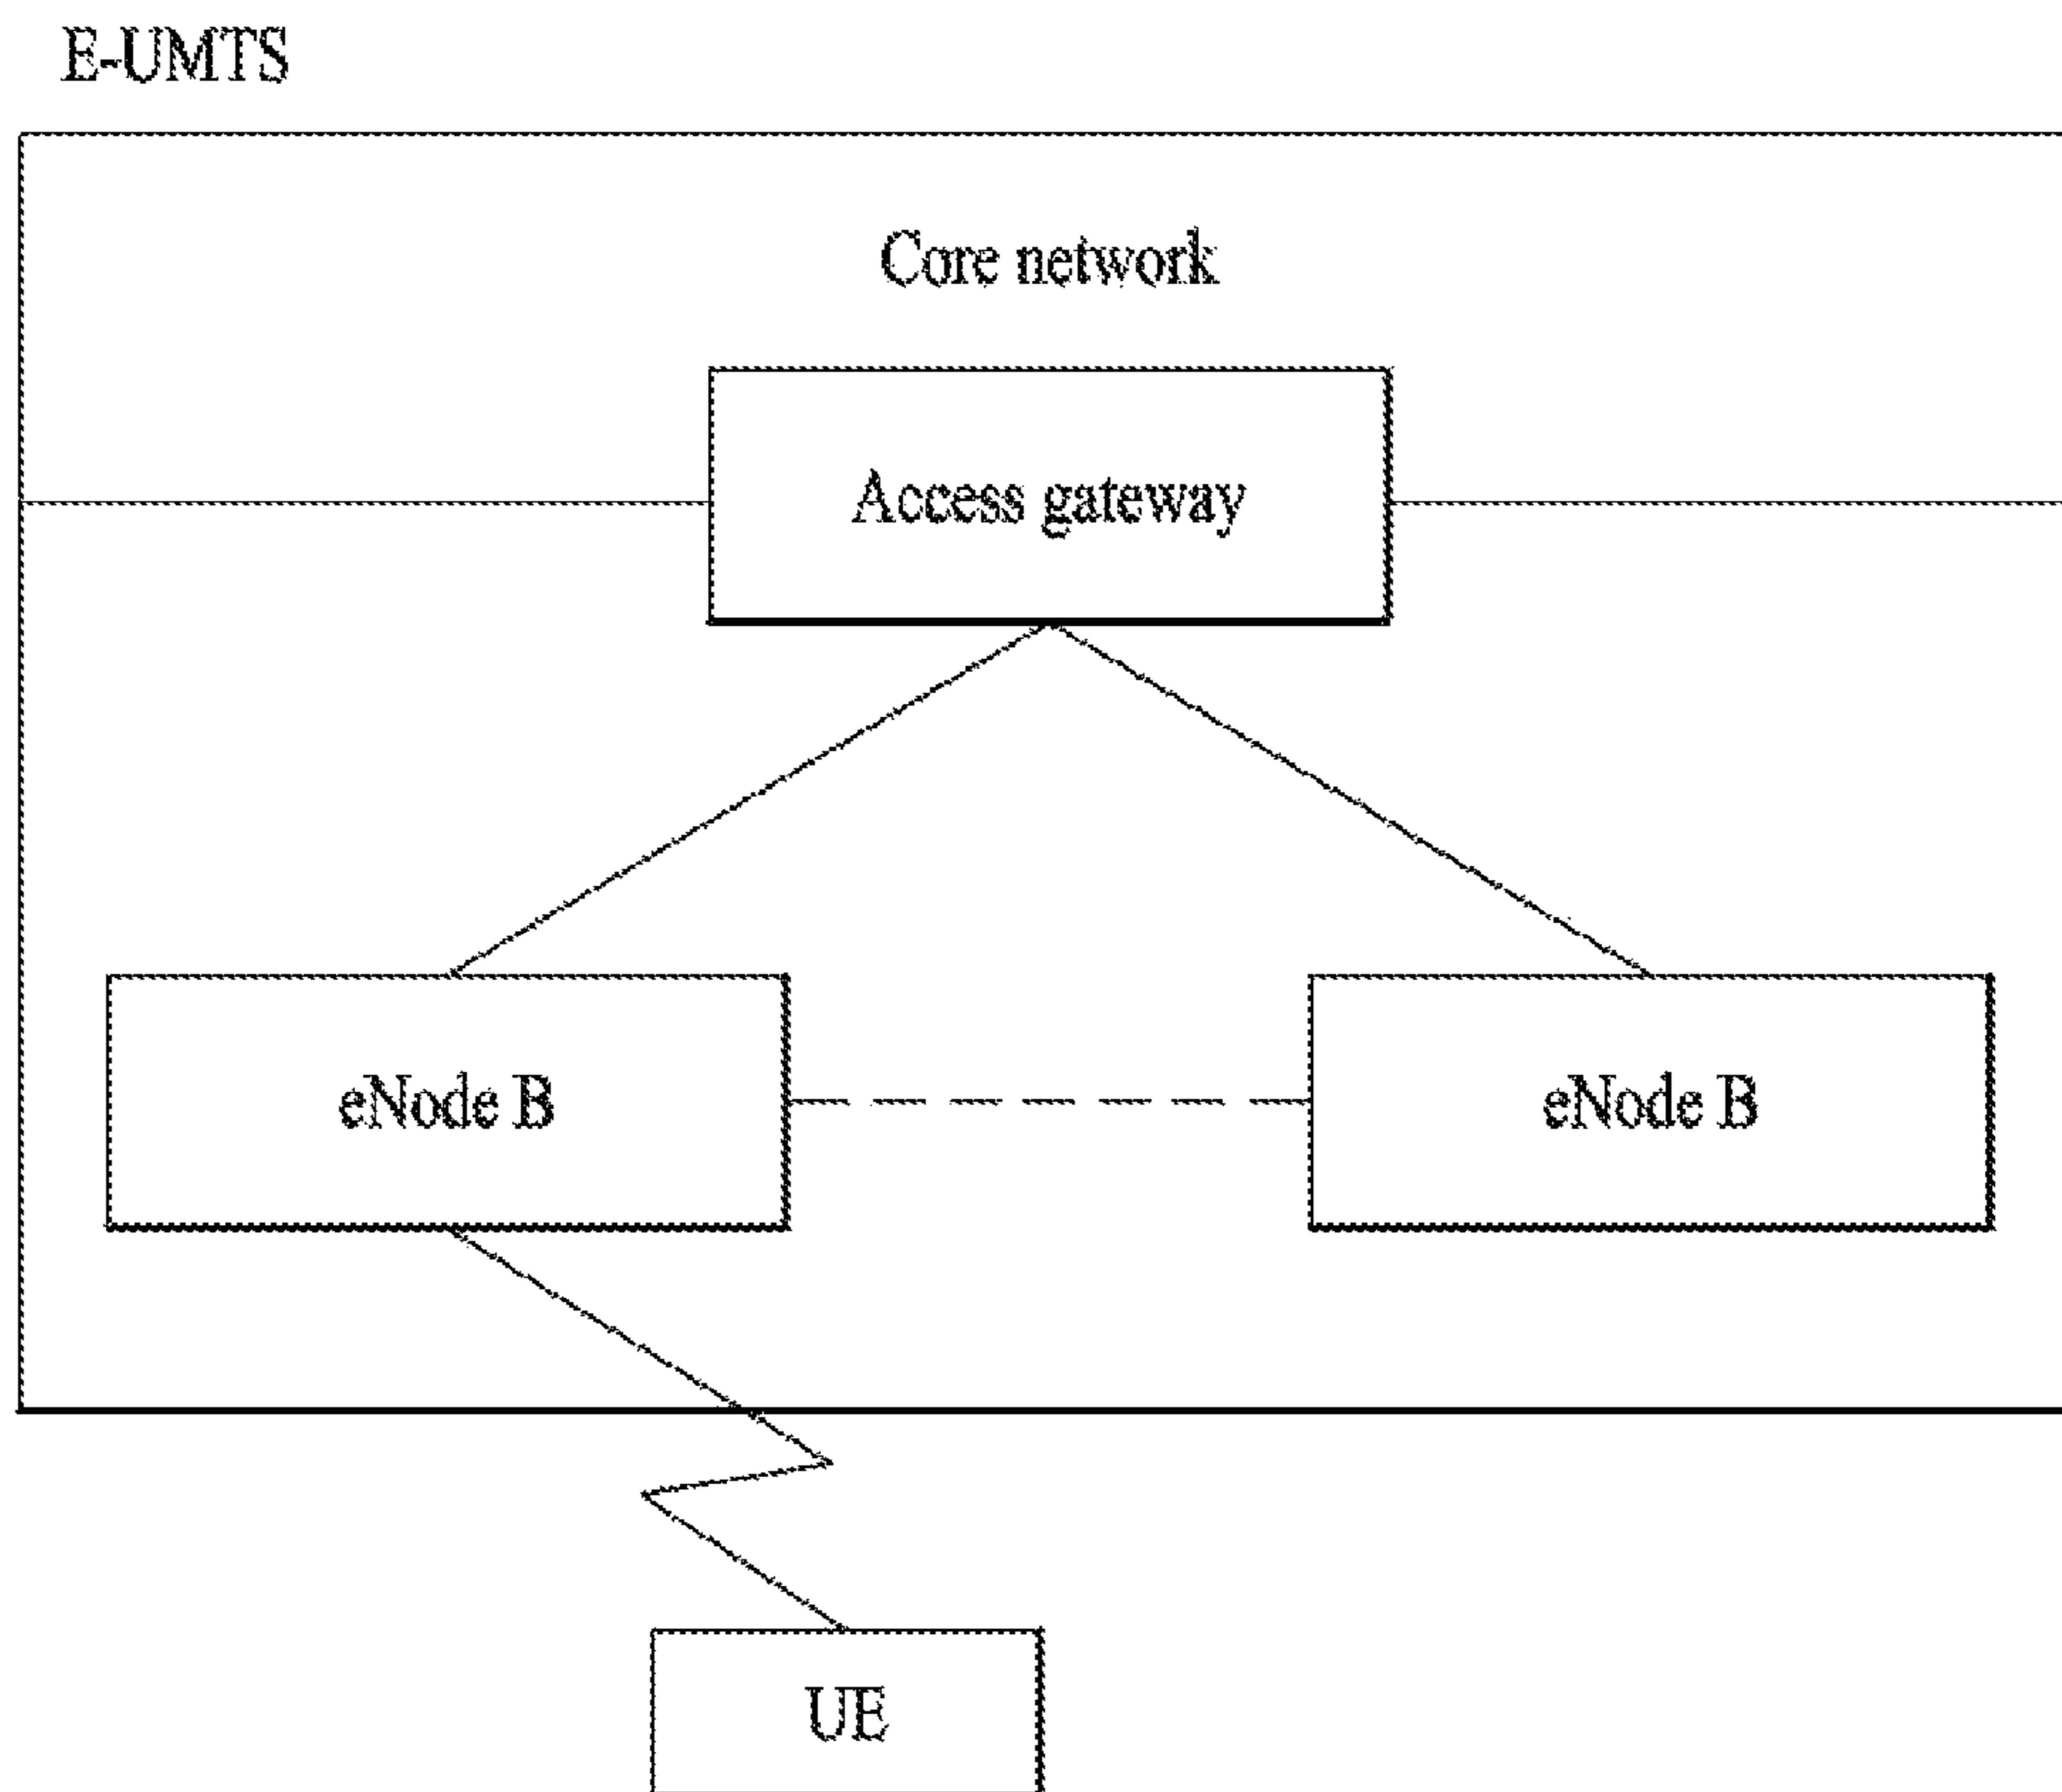 E-UMTS
Core network
Access gateway
eNode B
eNode B
UE